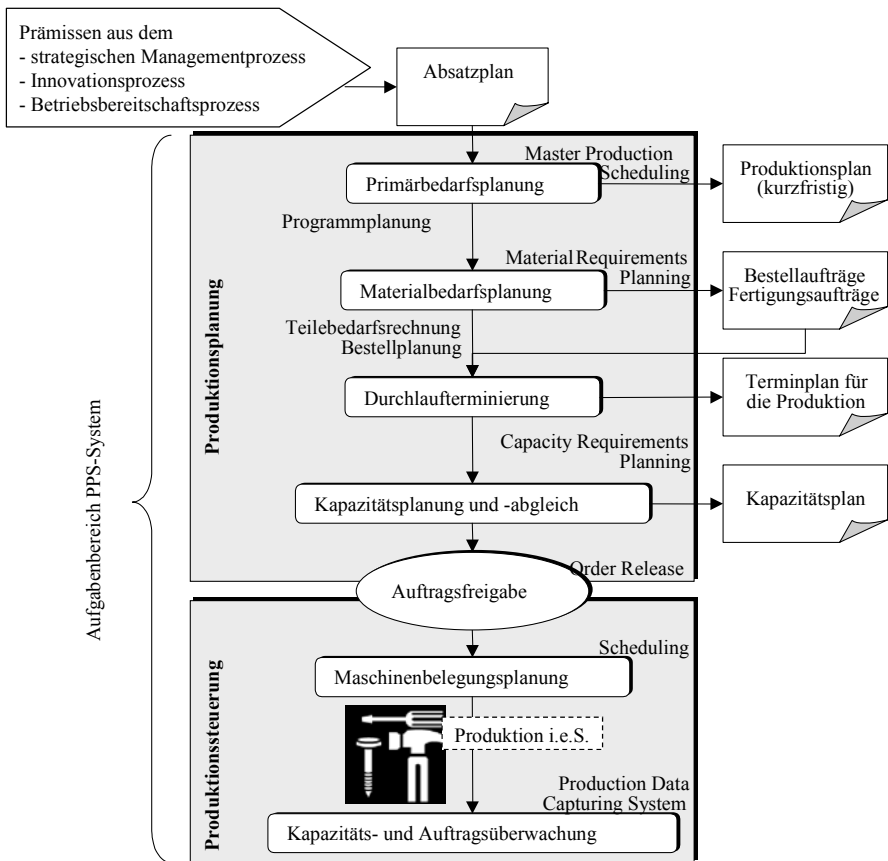 Prämissen aus dem
- strategischen Managementprozess
- Innovationsprozess
- Betriebsbereitschaftsprozess
Absatzplan
Aufgabenbereich PPS-System
Produktionsplanung
Master Production
Scheduling
Primärbedarfsplanung
Produktionsplan
(kurzfristig)
Programmplanung
Material Requirements
Planning
Materialbedarfsplanung
Bestellaufträge
Fertigungsaufträge
Teilebedarfsrechnung
Bestellplanung
Durchlaufterminierung
Terminplan für
die Produktion
Capacity Requirements
Planning
Kapazitätsplanung und -abgleich
Kapazitätsplan
Order Release
Auftragsfreigabe
Produktionssteuerung
Scheduling
Maschinenbelegungsplanung
Produktion i.e.S.
Production Data
Capturing System
Kapazitäts- und Auftragsüberwachung